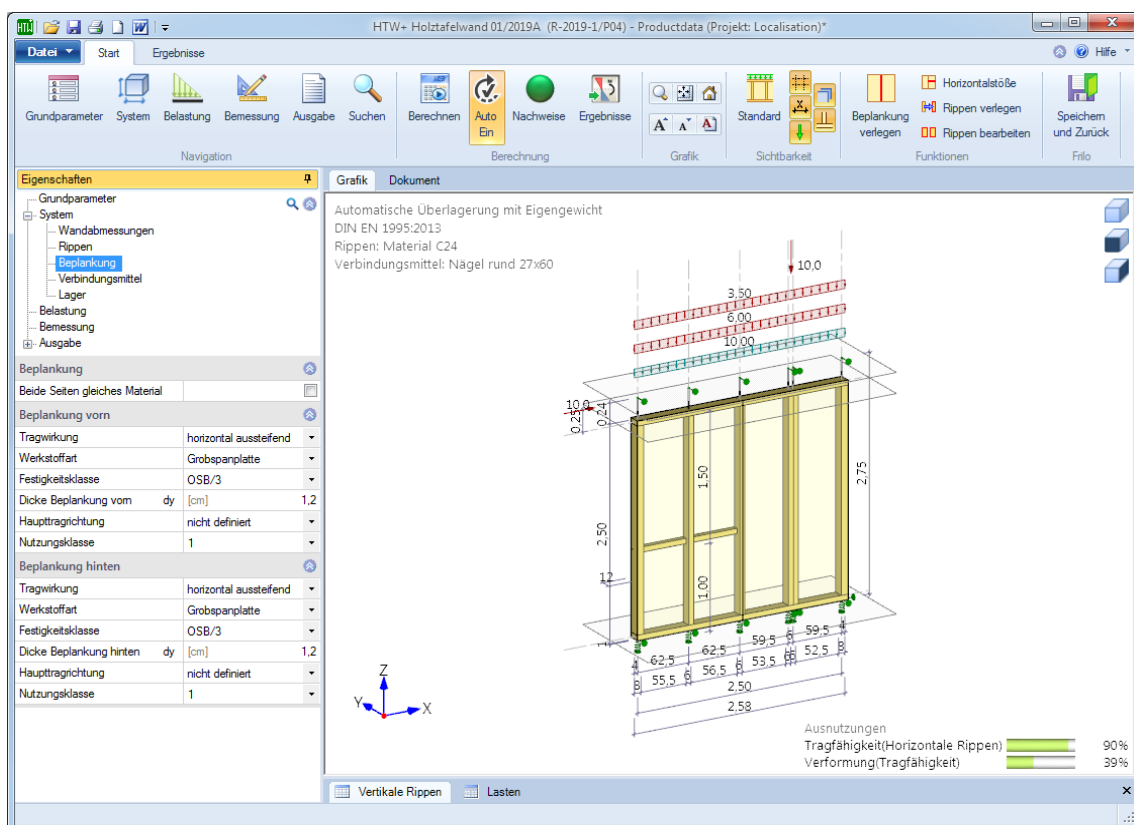 HTW+ Holztafelwand 01/2019A (R-2019-1/P04) - Productdata (Projekt: Localisation)*
Datei Start Ergebnisse Hilfe
Grundparameter System Belastung Bemessung Ausgabe Suchen
Navigation
Berechnen Auto Ein Nachweise Ergebnisse
Berechnung
Grafik
Standard
Sichtbarkeit
Beplankung verlegen
Horizontalstöße
Rippen verlegen
Rippen bearbeiten
Funktionen
Speichern und Zurück
Frilo
Eigenschaften
Grundparameter
System
Wandabmessungen
Rippen
Beplankung
Verbindungsmittel
Lager
Belastung
Bemessung
Ausgabe
Beplankung
Beide Seiten gleiches Material
Beplankung vorn
Tragwirkung horizontal aussteifend
Werkstoffart Grobspanplatte
Festigkeitsklasse OSB/3
Dicke Beplankung vorn dy [cm] 1,2
Haupttragrichtung nicht definiert
Nutzungsklasse 1
Beplankung hinten
Tragwirkung horizontal aussteifend
Werkstoffart Grobspanplatte
Festigkeitsklasse OSB/3
Dicke Beplankung hinten dy [cm] 1,2
Haupttragrichtung nicht definiert
Nutzungsklasse 1
Grafik Dokument
Automatische Überlagerung mit Eigengewicht
DIN EN 1995:2013
Rippen: Material C24
Verbindungsmittel: Nägel rund 27x60
10,0
3,50
6,00
10,00
10,0
0,25
0,24
1,50
2,75
2,50
12
1,00
1
4 62,5 62,5 6 59,5 6 59,5 4
8 55,5 6 56,5 6 53,5 66 52,5 8
2,50
2,58
Z
Y
X
Ausnutzungen
Tragfähigkeit(Horizontale Rippen) 90%
Verformung(Tragfähigkeit) 39%
Vertikale Rippen Lasten